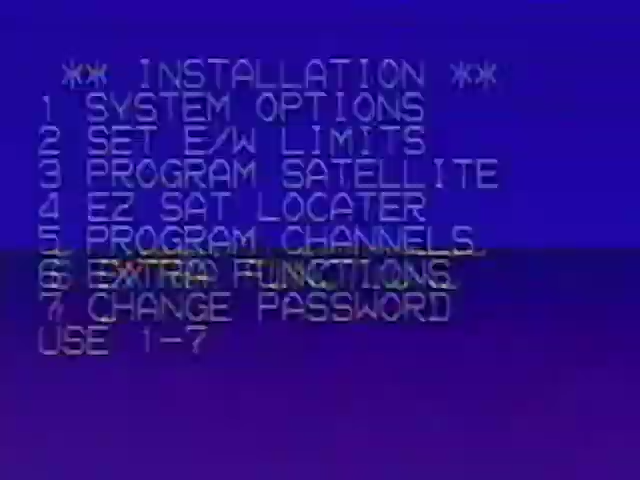 ** INSTALLATION **
1 SYSTEM OPTIONS
2 SET E/W LIMITS
3 PROGRAM SATELLITE
4 EZ SAT LOCATER
5 PROGRAM CHANNELS
6 EXTRA FUNCTIONS
7 CHANGE PASSWORD
USE 1-7